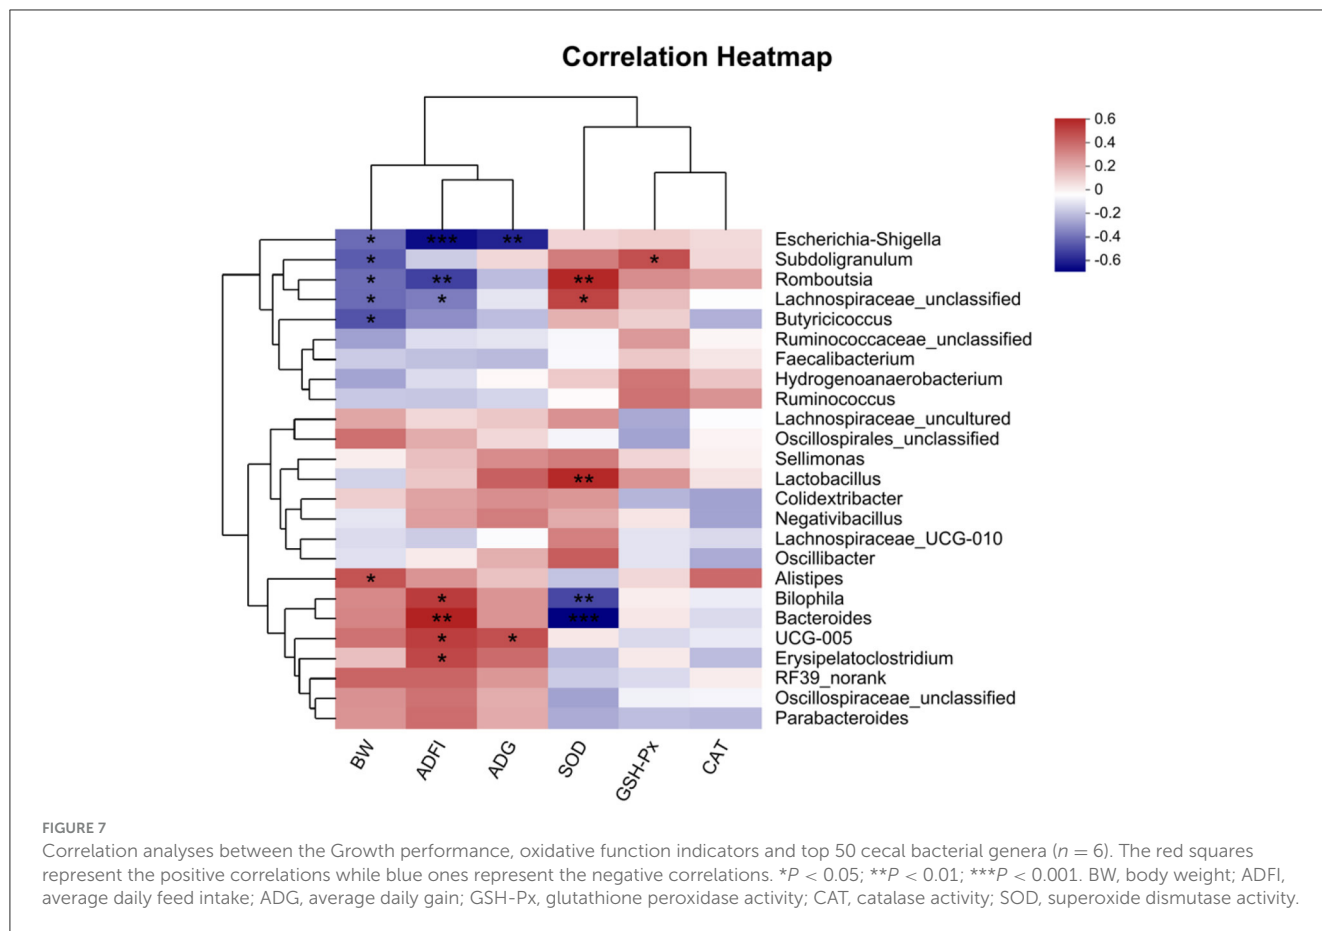 Correlation Heatmap
0.6
0.4
0.2
0
-0.2
-0.4
-0.6
* *** ** Escherichia-Shigella
* * Subdoligranulum
* ** ** Romboutsia
* * * Lachnospiraceae_unclassified
* Butyricicoccus
Ruminococcaceae_unclassified
Faecalibacterium
Hydrogenoanaerobacterium
Ruminococcus
Lachnospiraceae_uncultured
Oscillospirales_unclassified
Sellimonas
** Lactobacillus
Colidextribacter
Negativibacillus
Lachnospiraceae_UCG-010
Oscillibacter
* Alistipes
* ** Bilophila
** *** Bacteroides
* * UCG-005
* Erysipelatoclostridium
RF39_norank
Oscillospiraceae_unclassified
Parabacteroides
BW ADFI ADG SOD GSH-Px CAT
FIGURE 7
Correlation analyses between the Growth performance, oxidative function indicators and top 50 cecal bacterial genera (n = 6). The red squares
represent the positive correlations while blue ones represent the negative correlations. *P < 0.05; **P < 0.01; ***P < 0.001. BW, body weight; ADFI,
average daily feed intake; ADG, average daily gain; GSH-Px, glutathione peroxidase activity; CAT, catalase activity; SOD, superoxide dismutase activity.